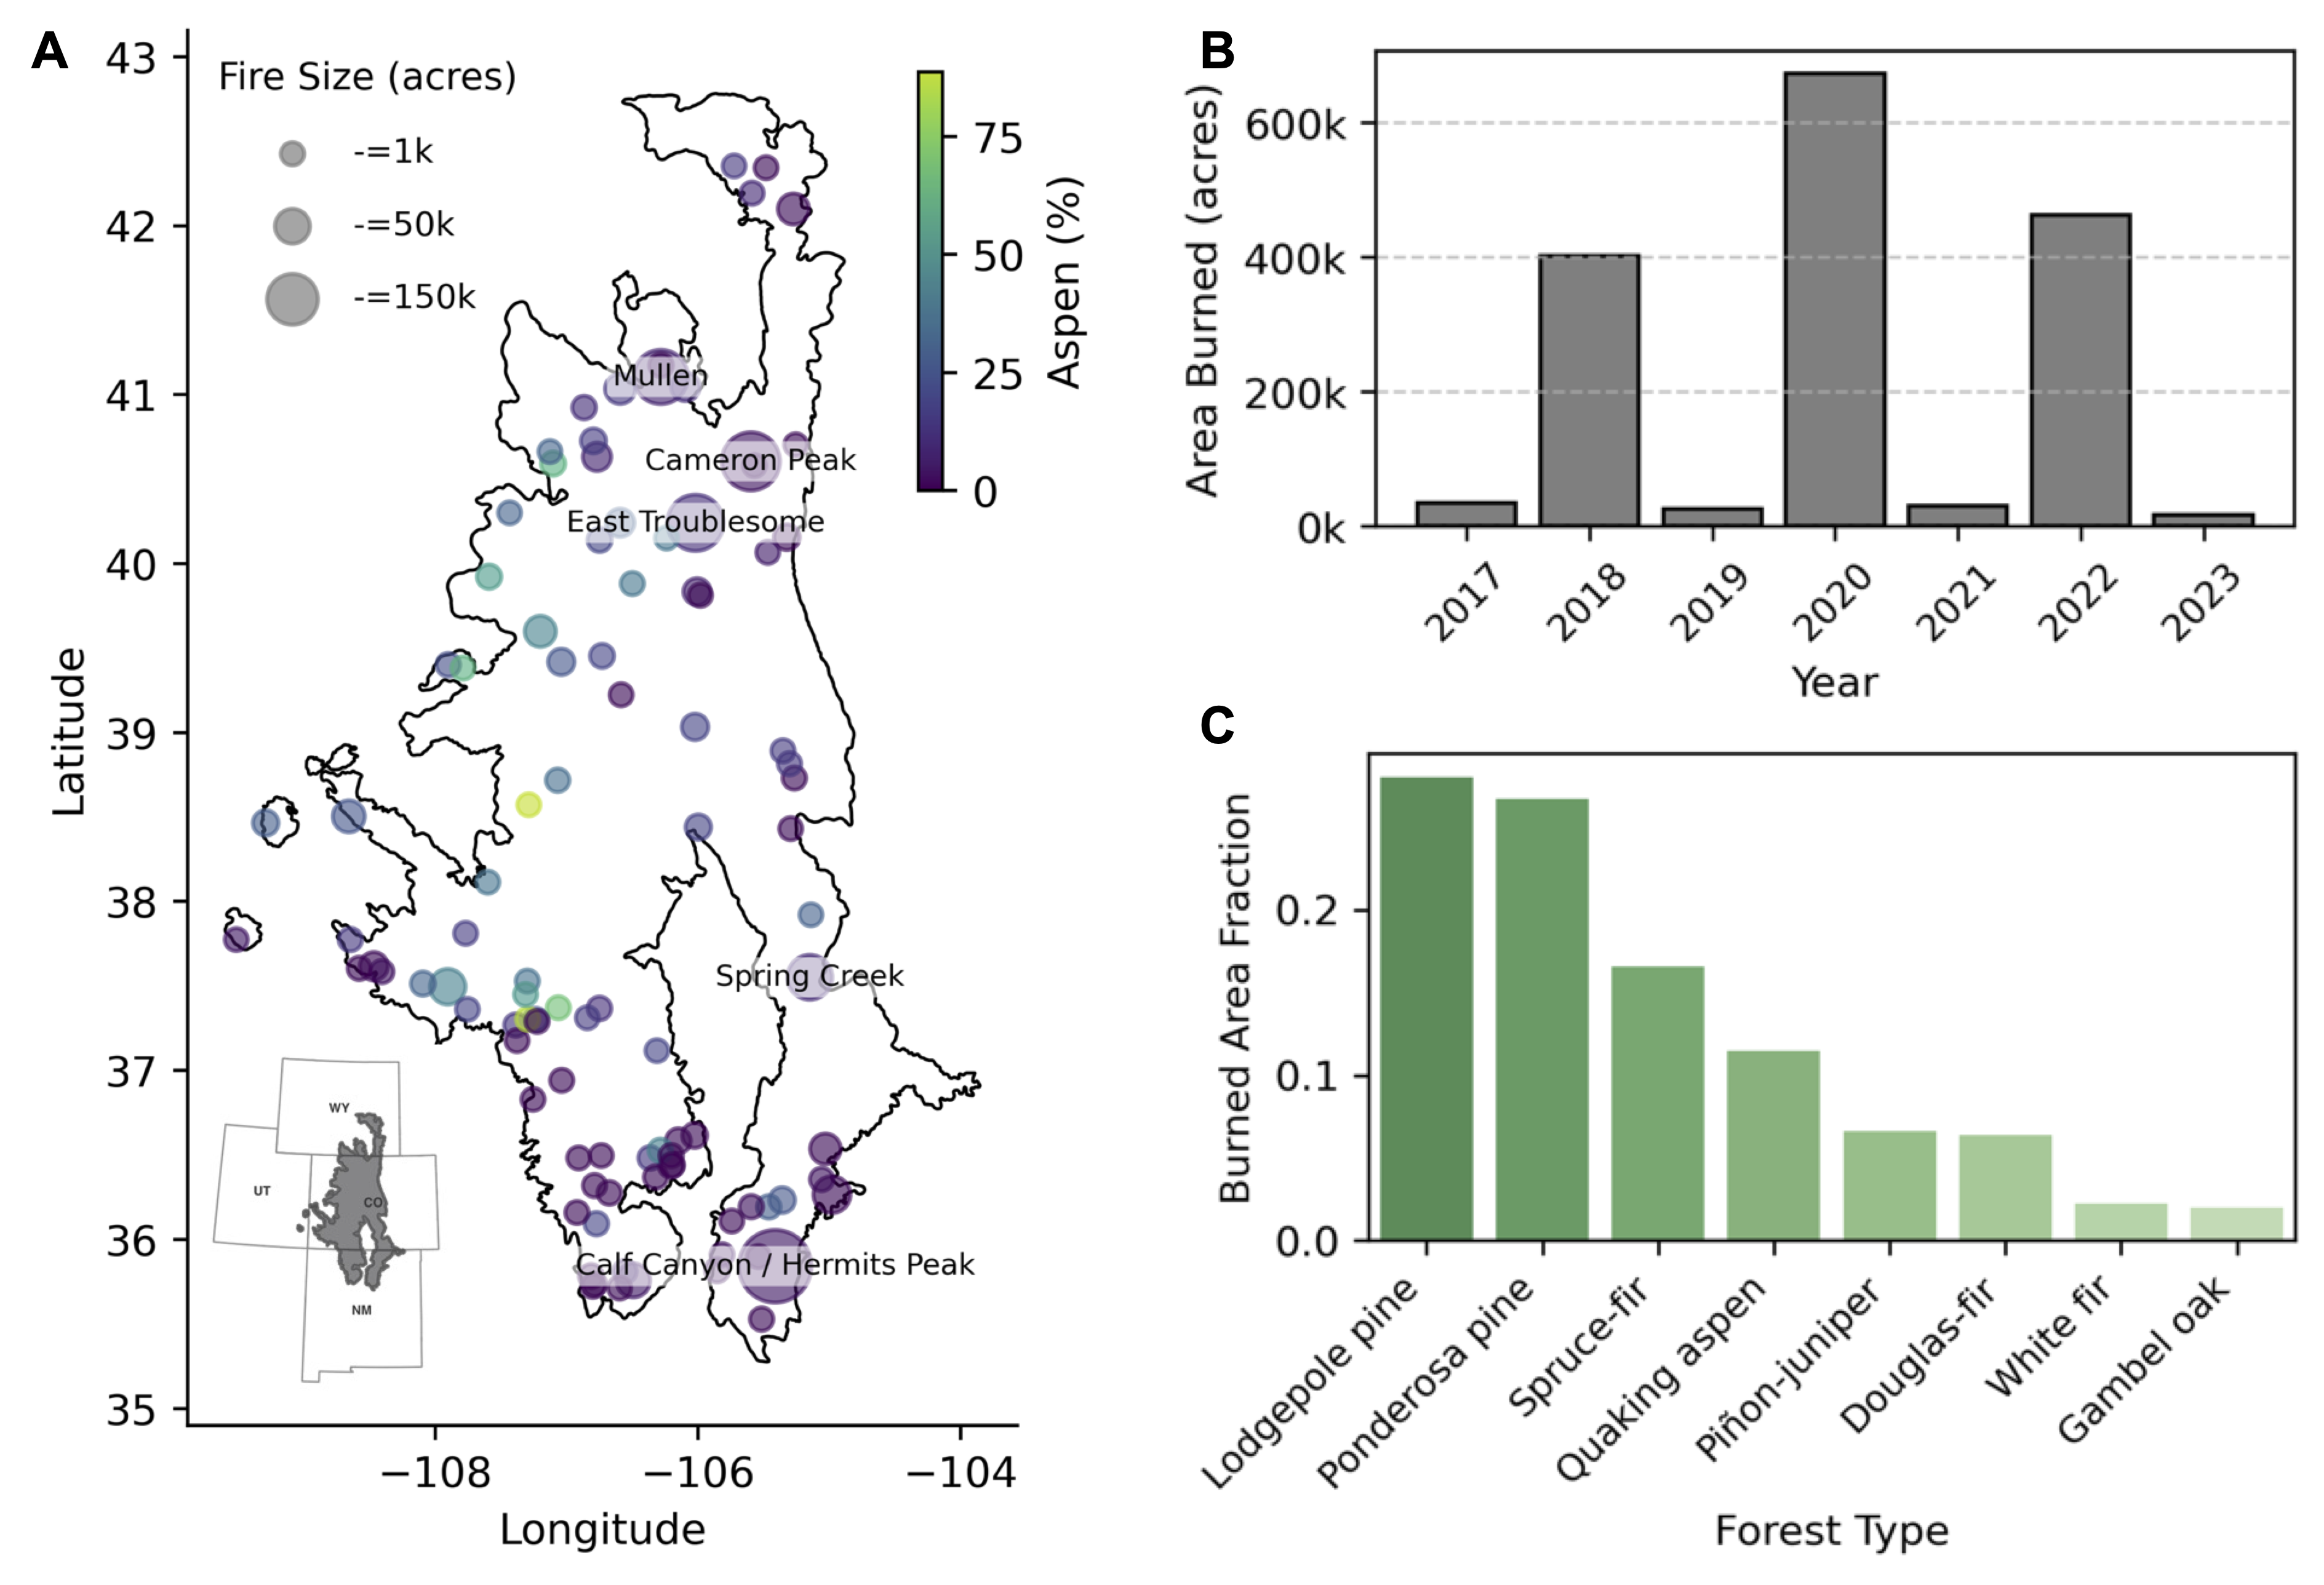 A
Fire Size (acres)
-=1k
-=50k
-=150k
75
50
25
0
Aspen (%)
43
42
41
40
39
38
37
36
35
Latitude
Mullen
Cameron Peak
East Troublesome
Spring Creek
Calf Canyon / Hermits Peak
WY
UT
CO
NM
−108
−106
−104
Longitude
B
600k
400k
200k
0k
Area Burned (acres)
2017
2018
2019
2020
2021
2022
2023
Year
C
0.2
0.1
0.0
Burned Area Fraction
Lodgepole pine
Ponderosa pine
Spruce-fir
Quaking aspen
Piñon-juniper
Douglas-fir
White fir
Gambel oak
Forest Type